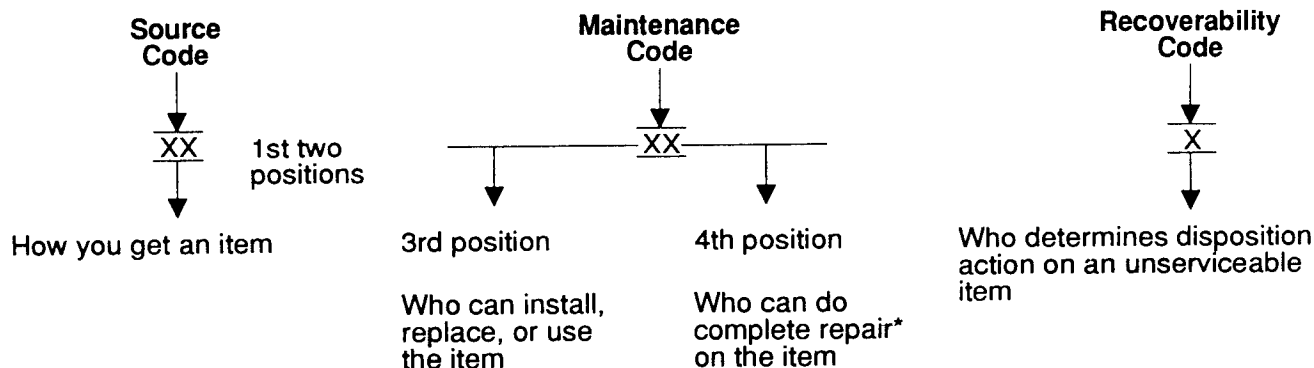 Source
Code
XX
1st two
positions
How you get an item
Maintenance
Code
XX
3rd position
Who can install,
replace, or use
the item
4th position
Who can do
complete repair*
on the item
Recoverability
Code
X
Who determines disposition
action on an unserviceable
item